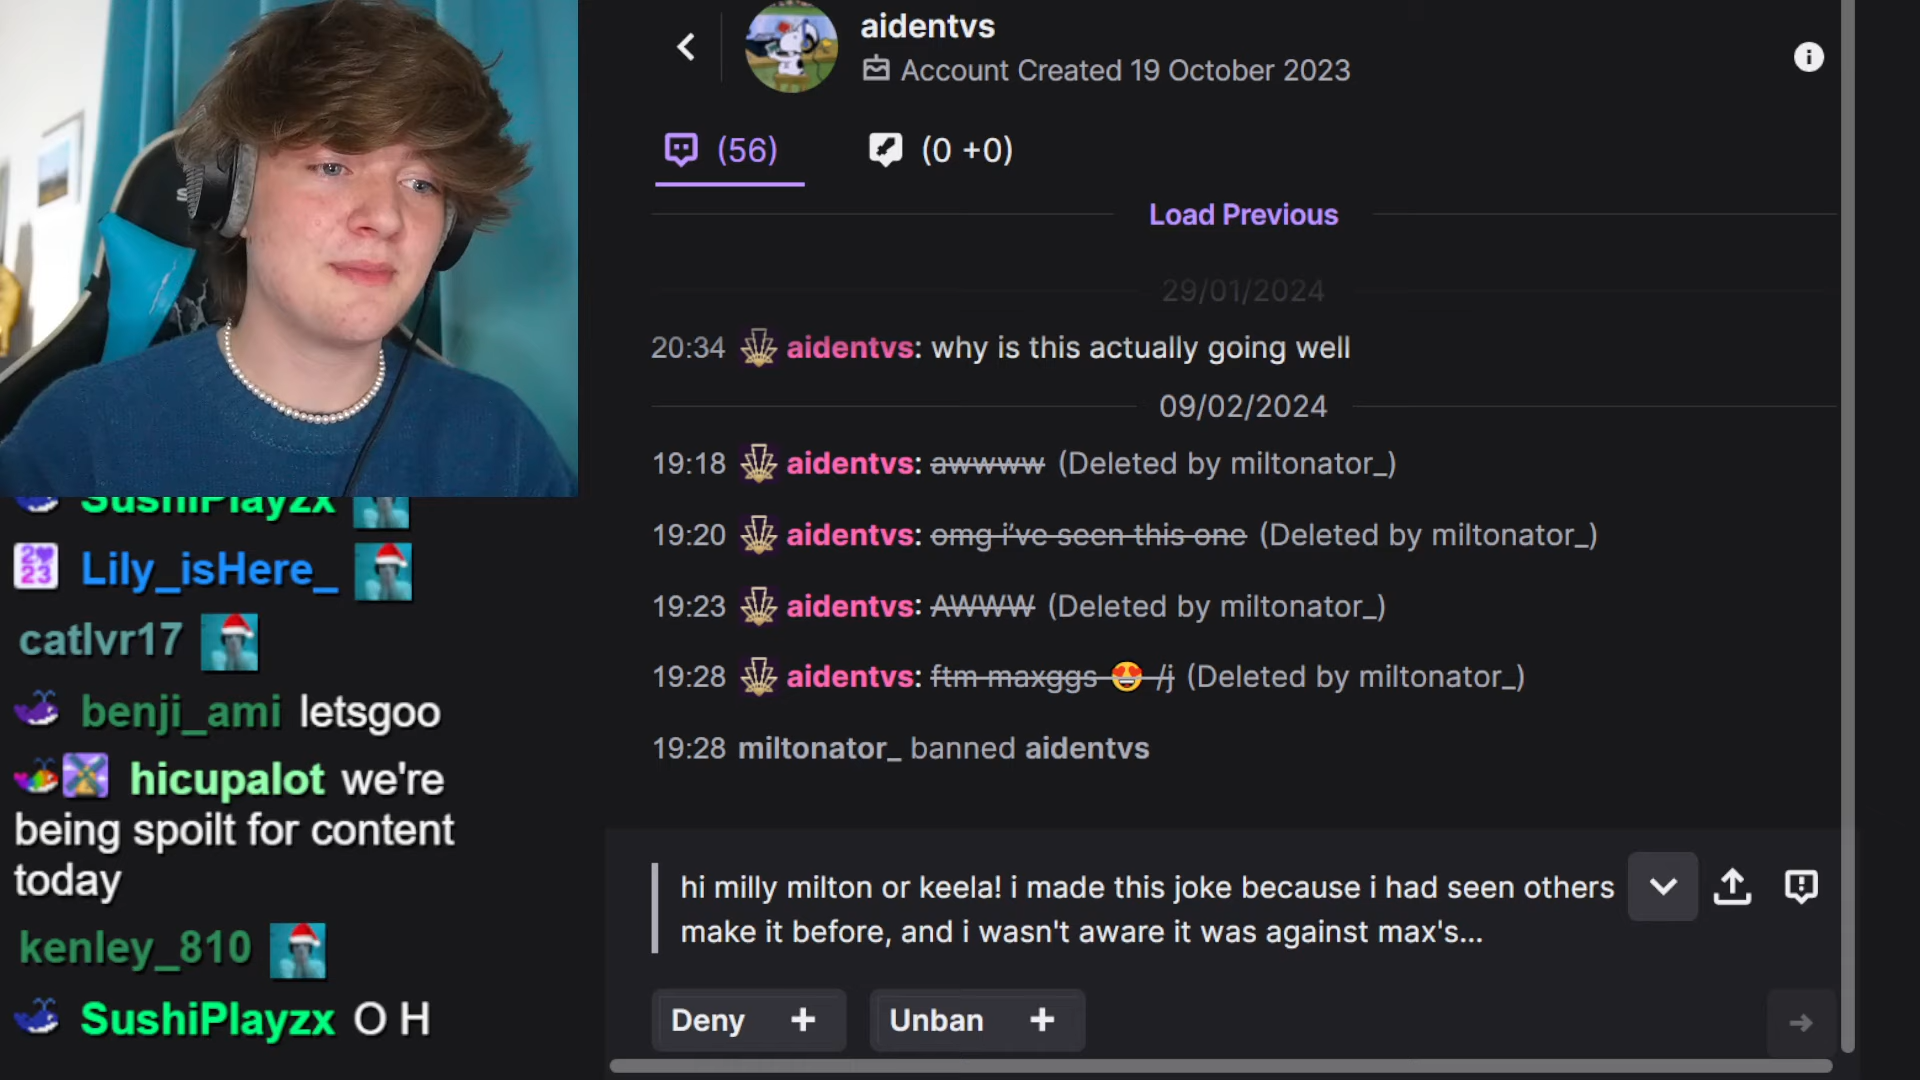 aidentvs
Account Created 19 October 2023
(56)
(0 +0)
Load Previous
29/01/2024
20:34 aidentvs: why is this actually going well
09/02/2024
19:18 aidentvs: awwww (Deleted by miltonator_)
19:20 aidentvs: omg i've seen this one (Deleted by miltonator_)
19:23 aidentvs: AWWW (Deleted by miltonator_)
19:28 aidentvs: ftm maxggs 😍 /j (Deleted by miltonator_)
19:28 miltonator_ banned aidentvs
hi milly milton or keela! i made this joke because i had seen others
make it before, and i wasn't aware it was against max's...
Deny +
Unban +
SushiPlayzx
2023 Lily_isHere_
catlvr17
benji_ami letsgoo
hicupalot we're
being spoilt for content
today
kenley_810
SushiPlayzx O H